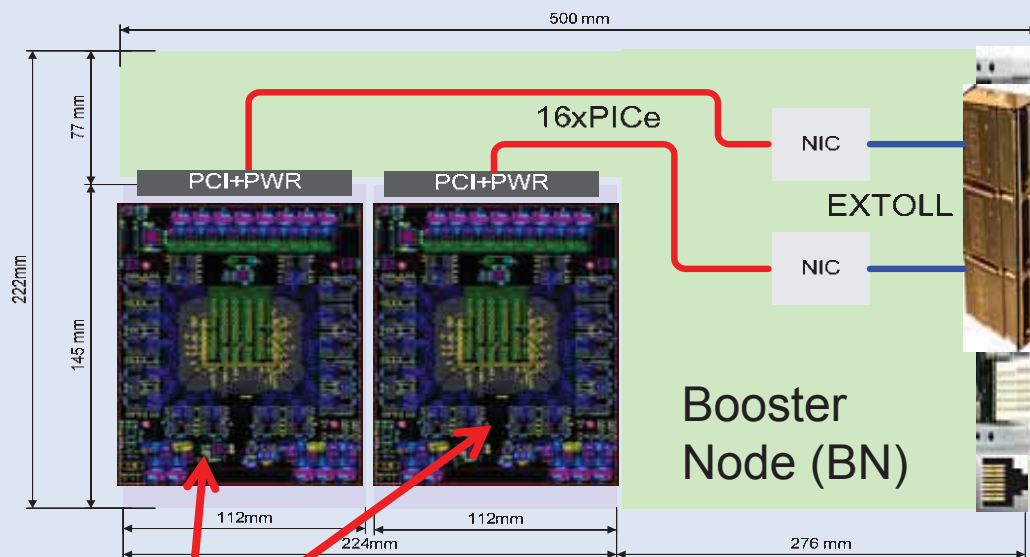 500 mm
77 mm
16xPICe
NIC
PCI+PWR
PCI+PWR
EXTOLL
NIC
222mm
145 mm
Booster
Node (BN)
112mm
112mm
224mm
276 mm